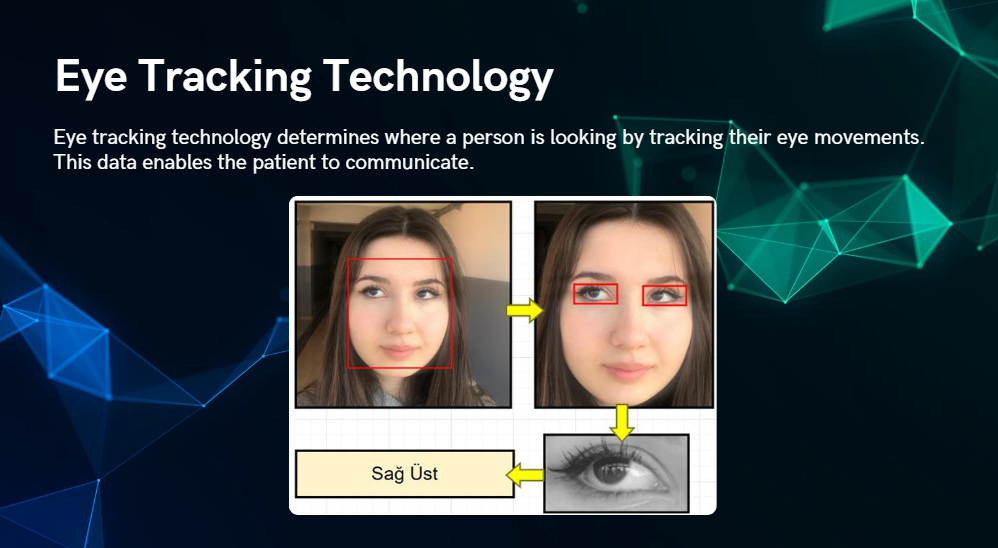 Eye Tracking Technology
Eye tracking technology determines where a person is looking by tracking their eye movements.
This data enables the patient to communicate.
Sağ Üst